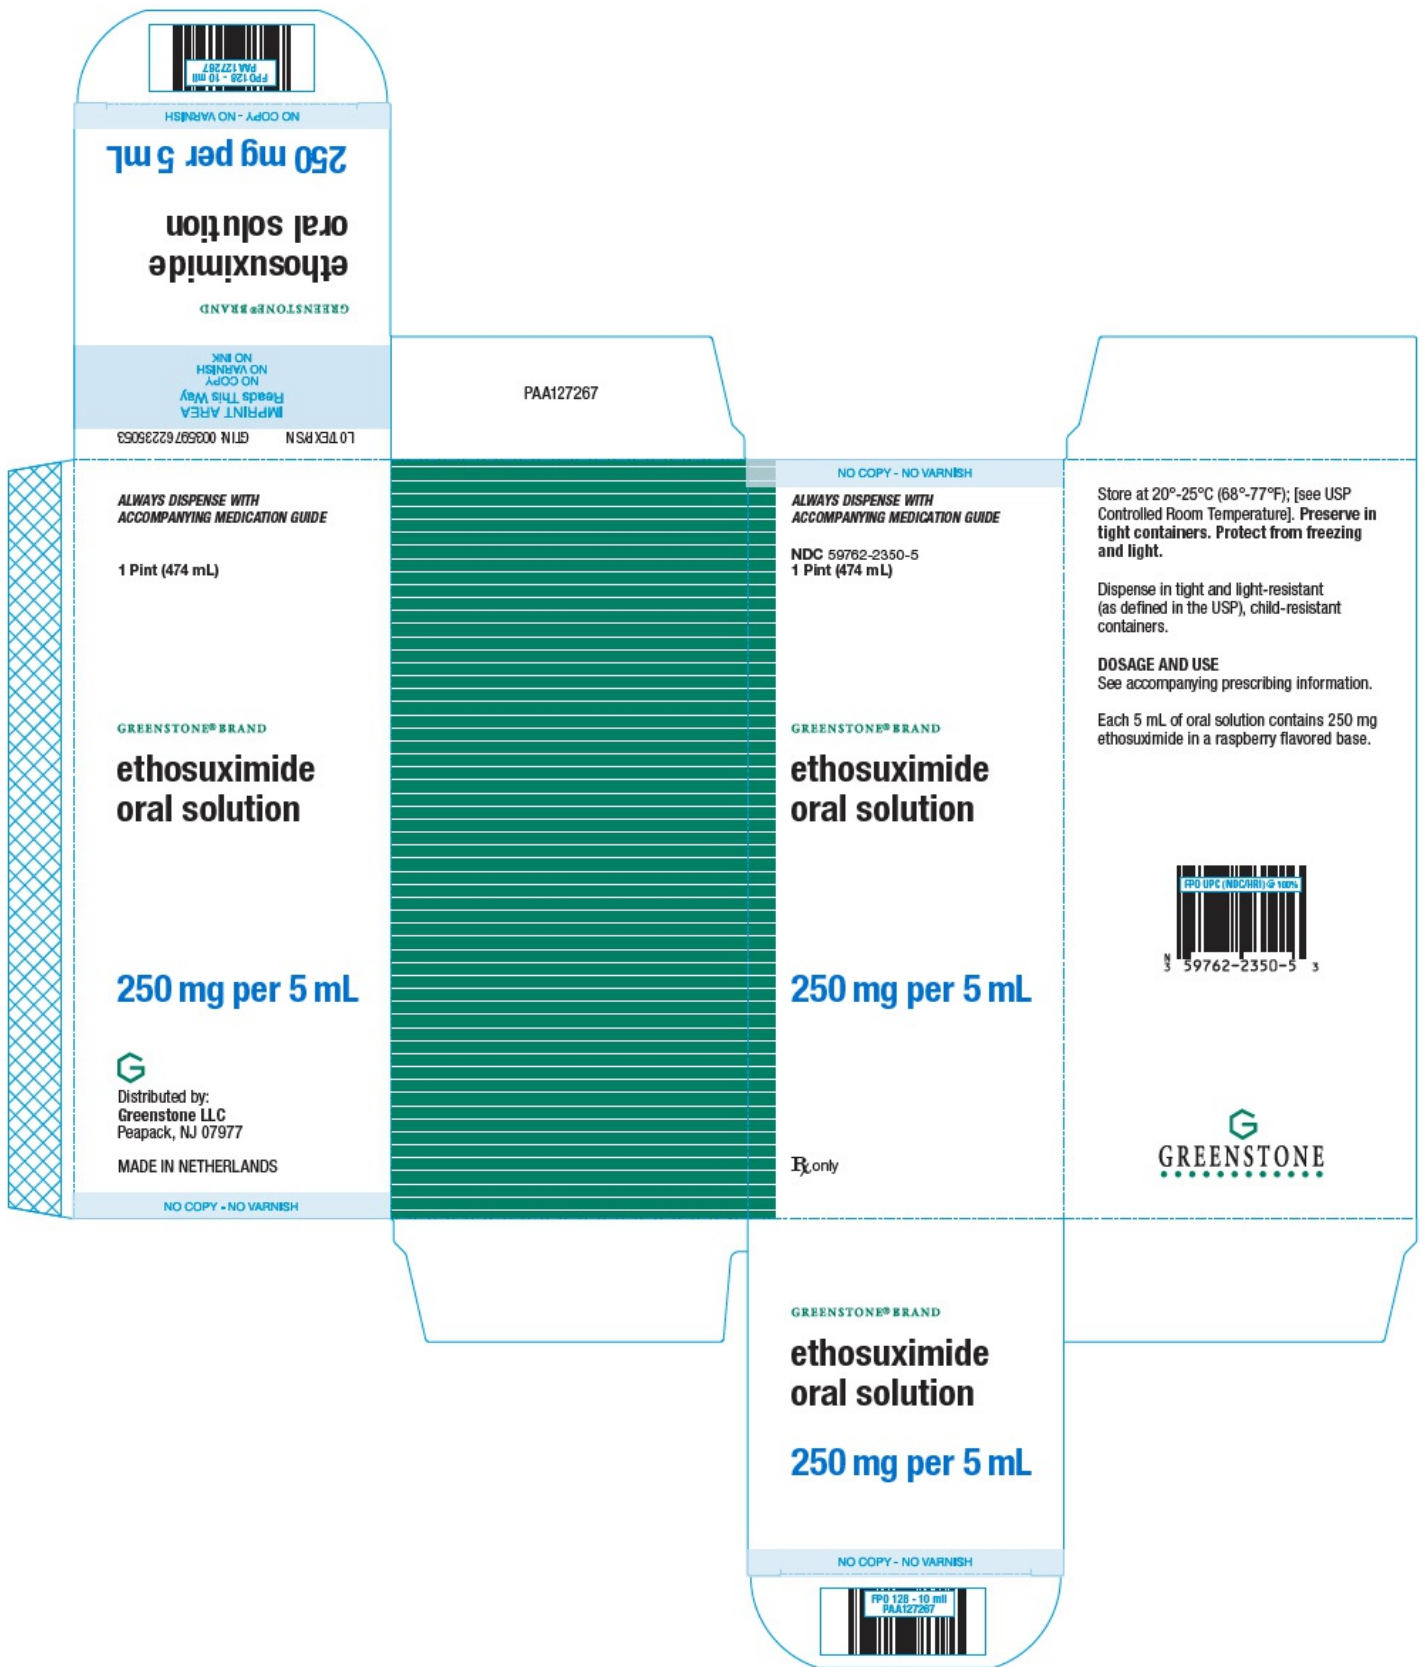 FPO 128 - 10 mil
PAA 127267
NO COPY - NO VARNISH
250 mg per 5 mL
ethosuximide
oral solution
GREENSTONE® BRAND
IMPRINT AREA
Reads This Way
NO COPY
NO VARNISH
NO INK
LOT/EXP/SN GTIN: 00359762235053
PAA127267
ALWAYS DISPENSE WITH
ACCOMPANYING MEDICATION GUIDE
1 Pint (474 mL)
GREENSTONE® BRAND
ethosuximide
oral solution
250 mg per 5 mL
G
Distributed by:
Greenstone LLC
Peapack, NJ 07977
MADE IN NETHERLANDS
NO COPY - NO VARNISH
NO COPY - NO VARNISH
ALWAYS DISPENSE WITH
ACCOMPANYING MEDICATION GUIDE
NDC 59762-2350-5
1 Pint (474 mL)
GREENSTONE® BRAND
ethosuximide
oral solution
250 mg per 5 mL
℞ only
GREENSTONE® BRAND
ethosuximide
oral solution
250 mg per 5 mL
NO COPY - NO VARNISH
FPO 128 - 10 mil
PAA127267
Store at 20°-25°C (68°-77°F); [see USP
Controlled Room Temperature]. Preserve in
tight containers. Protect from freezing
and light.
Dispense in tight and light-resistant
(as defined in the USP), child-resistant
containers.
DOSAGE AND USE
See accompanying prescribing information.
Each 5 mL of oral solution contains 250 mg
ethosuximide in a raspberry flavored base.
FPO UPC (NDC/HRI) @ 100%
N
3 59762-2350-5 3
G
GREENSTONE